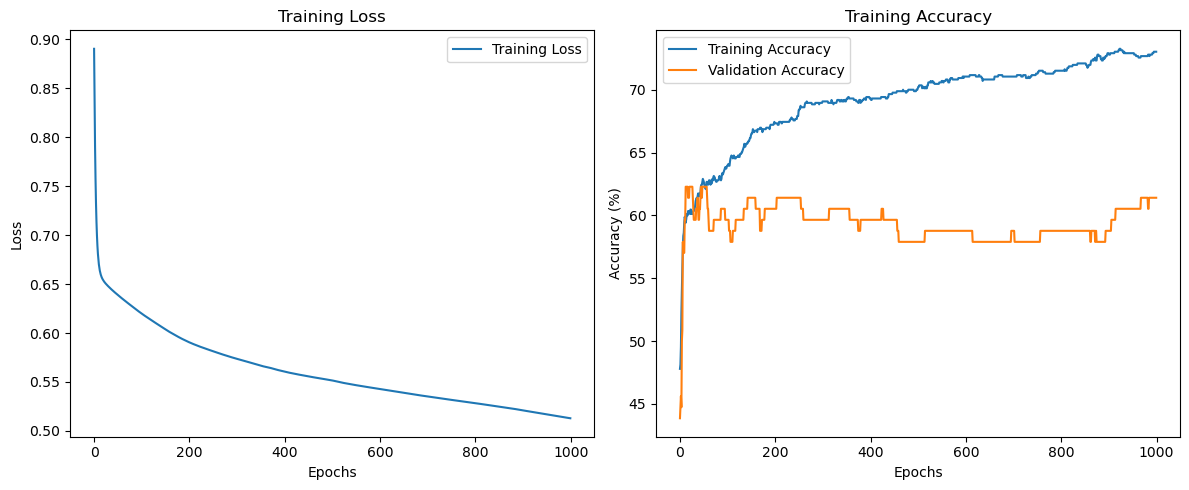 Training Loss
Training Loss
0.90
0.85
0.80
0.75
0.70
0.65
0.60
0.55
0.50
Loss
0 200 400 600 800 1000
Epochs
Training Accuracy
Training Accuracy
Validation Accuracy
70
65
60
55
50
45
Accuracy (%)
0 200 400 600 800 1000
Epochs